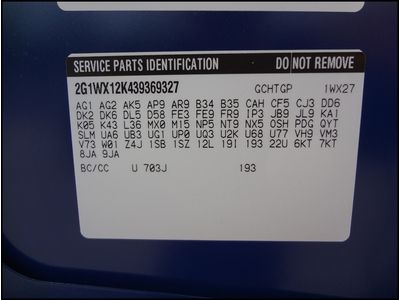 SERVICE PARTS IDENTIFICATION DO NOT REMOVE
2G1WX12K439369327 GCHTGP 1WX27
AG1 AG2 AK5 AP9 AR9 B34 B35 CAH CF5 CJ3 DD6
DK2 DK6 DL5 D58 FE3 FE9 FR9 IP3 JB9 JL9 KA1
K05 K43 L36 MX0 M15 NP5 NT9 NX5 OSH PDG QYT
SLM UA6 UB3 UG1 UP0 UQ3 U2K U68 U77 VH9 VM3
V73 W01 Z4J 1SB 1SZ 12L 19I 193 22U 6KT 7KT
8JA 9JA
BC/CC U 703J 193